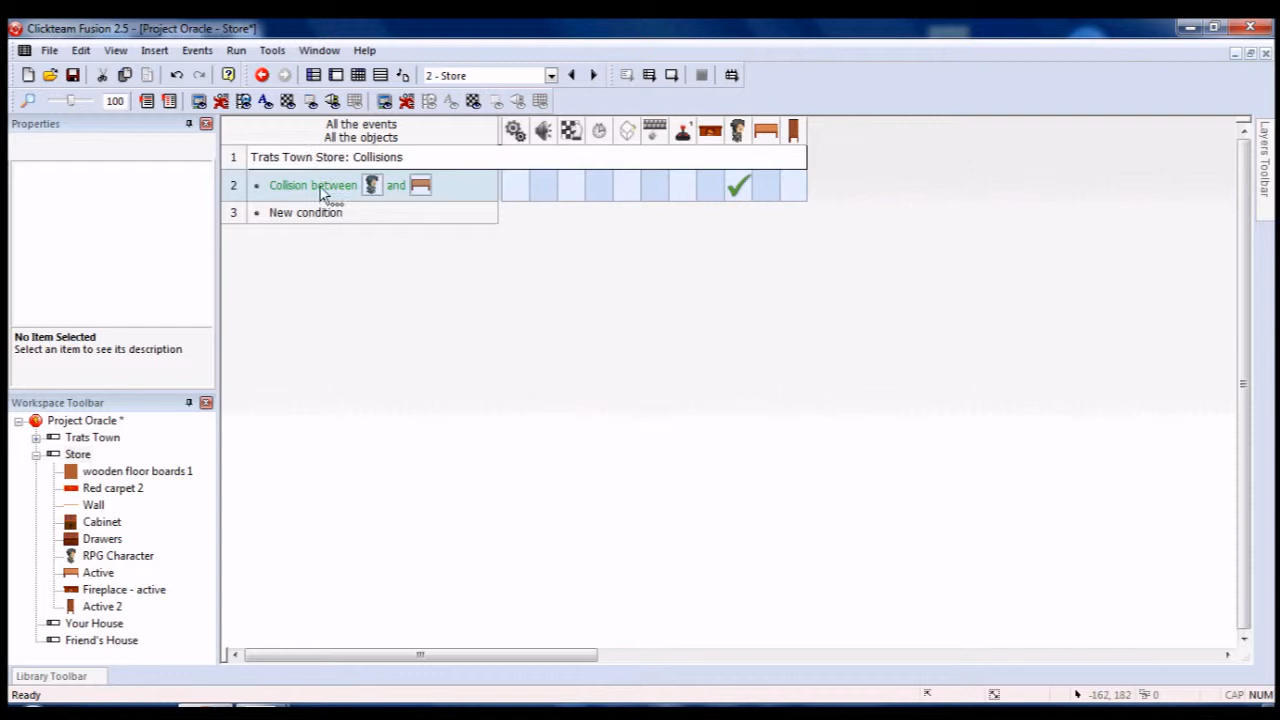 Clickteam Fusion 2.5 - [Project Oracle - Store*]
File Edit View Insert Events Run Tools Window Help
2 - Store
100
Properties
All the events
All the objects
1 Trats Town Store: Collisions
2 • Collision between and
3 • New condition
No Item Selected
Select an item to see its description
Workspace Toolbar
Project Oracle *
Trats Town
Store
wooden floor boards 1
Red carpet 2
Wall
Cabinet
Drawers
RPG Character
Active
Fireplace - active
Active 2
Your House
Friend's House
Library Toolbar
Layers Toolbar
Ready
-162, 182 0 CAP NUM